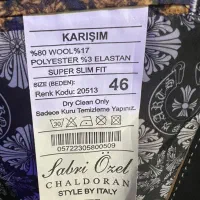 KARIŞIM
%80 WOOL%17
POLYESTER %3 ELASTAN
SUPER SLIM FIT
SIZE (BEDEN): 46
Renk Kodu: 20513
Dry Clean Only
Sadece Kuru Temizleme Yapınız.
05722305800509
Sabri Özel
CHALDORAN
STYLE BY ITALY